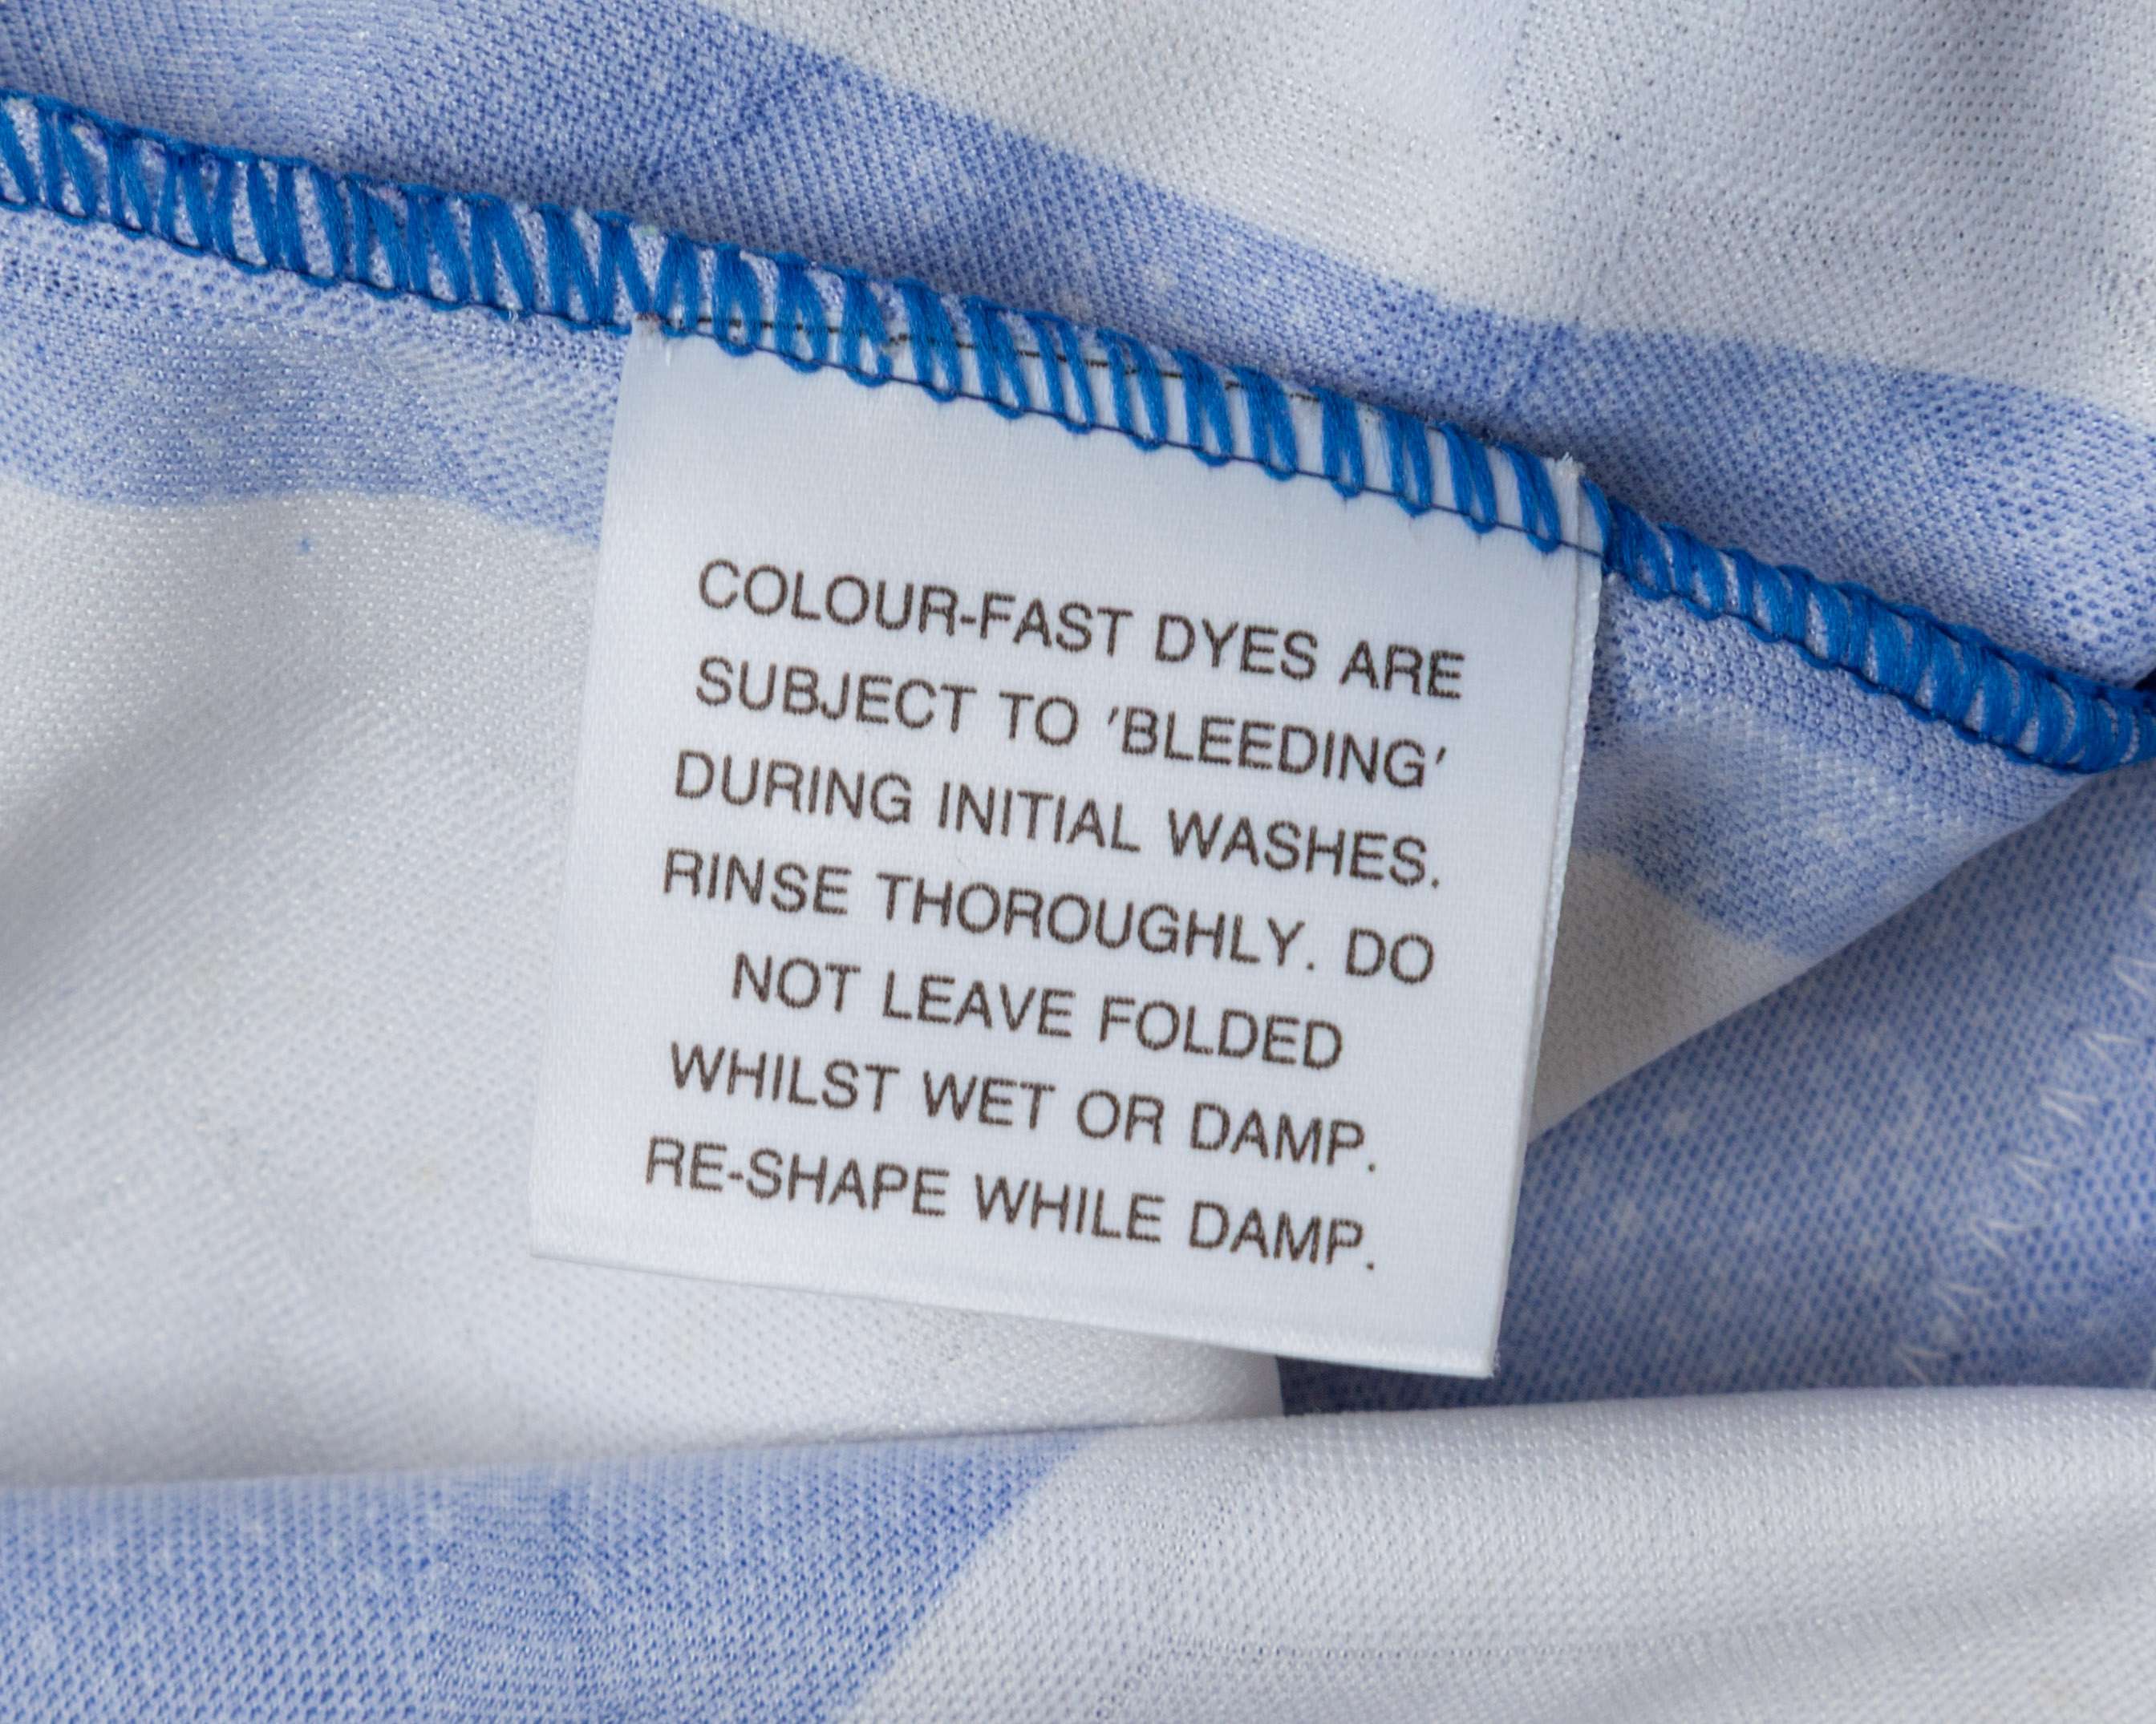 COLOUR-FAST DYES ARE
SUBJECT TO 'BLEEDING'
DURING INITIAL WASHES.
RINSE THOROUGHLY. DO
NOT LEAVE FOLDED
WHILST WET OR DAMP.
RE-SHAPE WHILE DAMP.